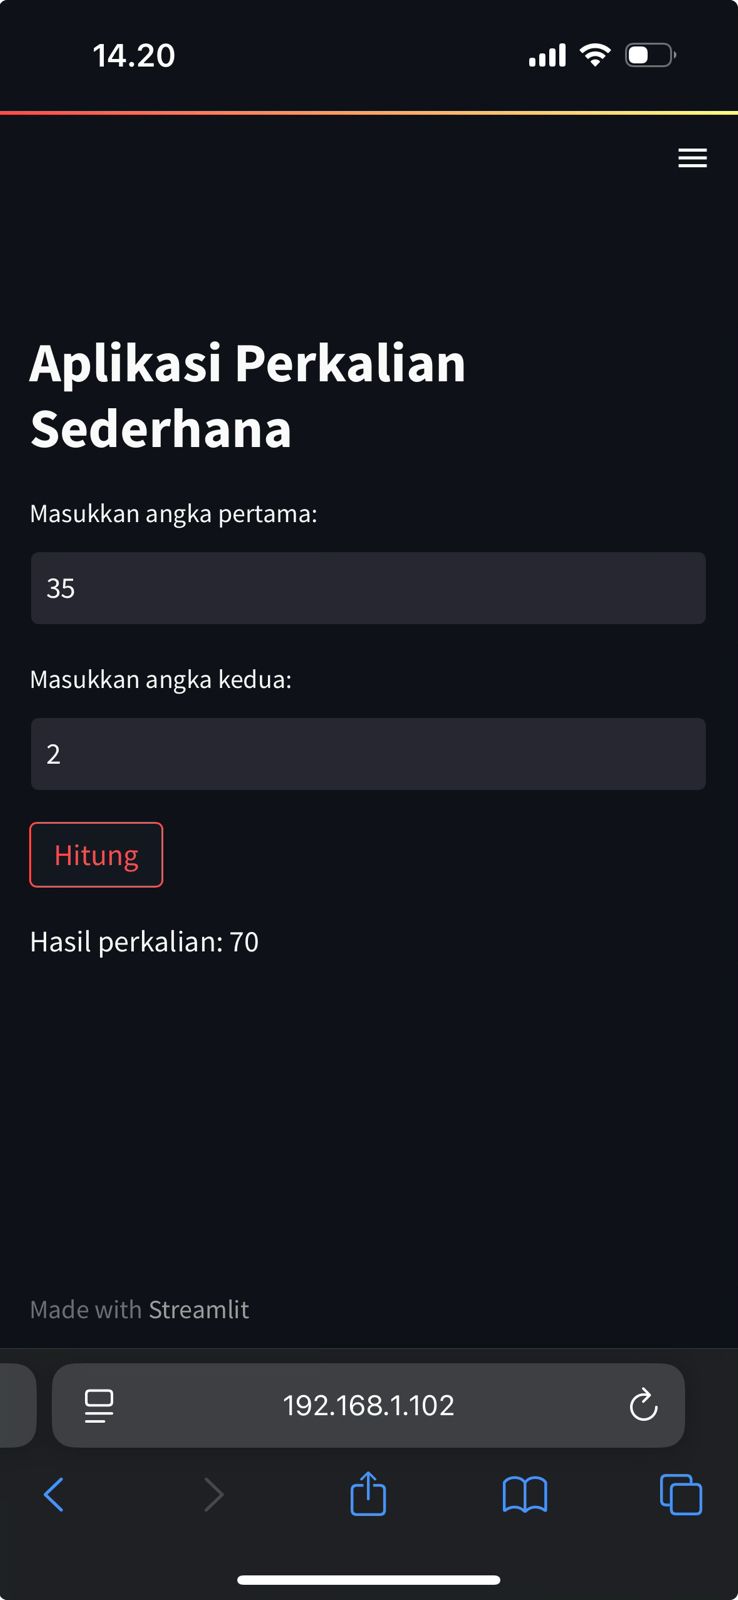 14.20
Aplikasi Perkalian
Sederhana
Masukkan angka pertama:
35
Masukkan angka kedua:
2
Hitung
Hasil perkalian: 70
Made with Streamlit
192.168.1.102